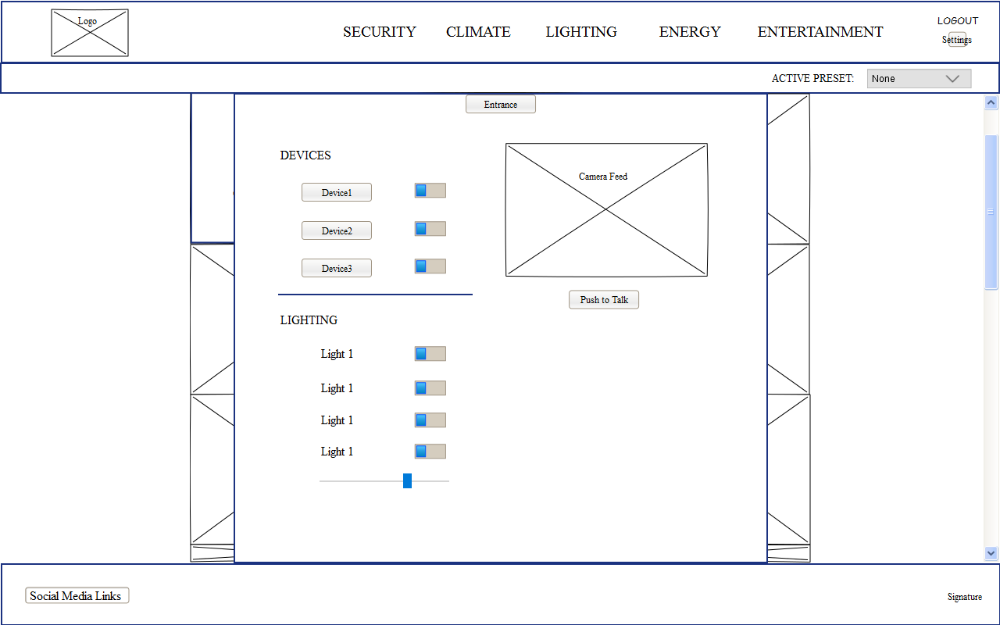 Logo
SECURITY CLIMATE LIGHTING ENERGY ENTERTAINMENT
LOGOUT
Settings
ACTIVE PRESET: None
Entrance
DEVICES
Camera Feed
Device1
Device2
Device3
Push to Talk
LIGHTING
Light 1
Light 1
Light 1
Light 1
Social Media Links
Signature